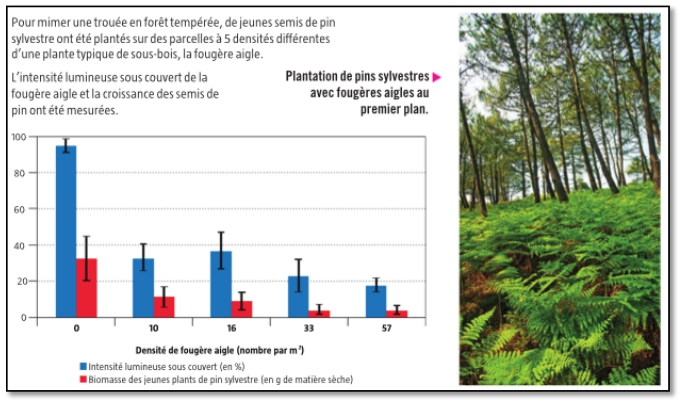 Pour mimer une trouée en forêt tempérée, de jeunes semis de pin
sylvestre ont été plantés sur des parcelles à 5 densités différentes
d'une plante typique de sous-bois, la fougère aigle.
L'intensité lumineuse sous couvert de la
fougère aigle et la croissance des semis de
pin ont été mesurées.
Plantation de pins sylvestres ▶
avec fougères aigles au
premier plan.
100
80
60
40
20
0
0 10 16 33 57
Densité de fougère aigle (nombre par m²)
Intensité lumineuse sous couvert (en %)
Biomasse des jeunes plants de pin sylvestre (en g de matière sèche)